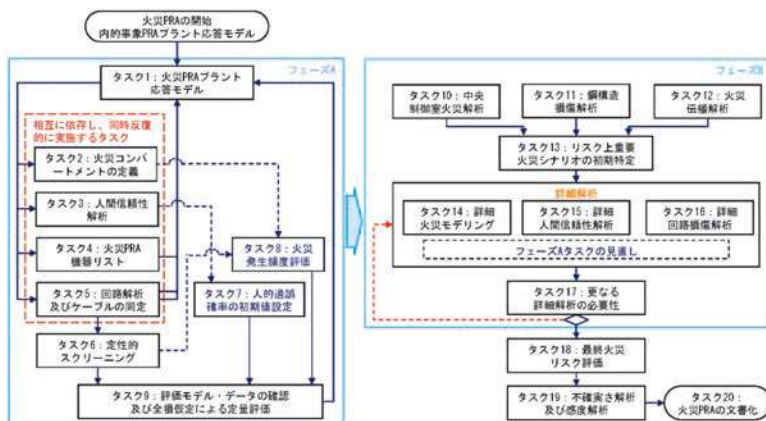 火災PRAの開始
内的事象PRAプラント応答モデル
フェーズA
タスク1：火災PRAプラント
応答モデル
相互に依存し、同時反復
的に実施するタスク
タスク2：火災コンパ
ートメントの定義
タスク3：人間信頼性
解析
タスク4：火災PRA
機器リスト
タスク5：回路解析
及びケーブルの同定
タスク6：定性的
スクリーニング
タスク8：火災
発生頻度評価
タスク7：人的過誤
確率の初期値設定
タスク9：評価モデル・データの確認
及び全損仮定による定量評価
フェーズB
タスク10：中央
制御室火災解析
タスク11：鋼構造
損傷解析
タスク12：火災
伝播解析
タスク13：リスク上重要
火災シナリオの初期特定
詳細解析
タスク14：詳細
火災モデリング
タスク15：詳細
人間信頼性解析
タスク16：詳細
回路損傷解析
フェーズAタスクの見直し
タスク17：更なる
詳細解析の必要性
タスク18：最終火災
リスク評価
タスク19：不確実さ解析
及び感度解析
タスク20：
火災PRAの文書化